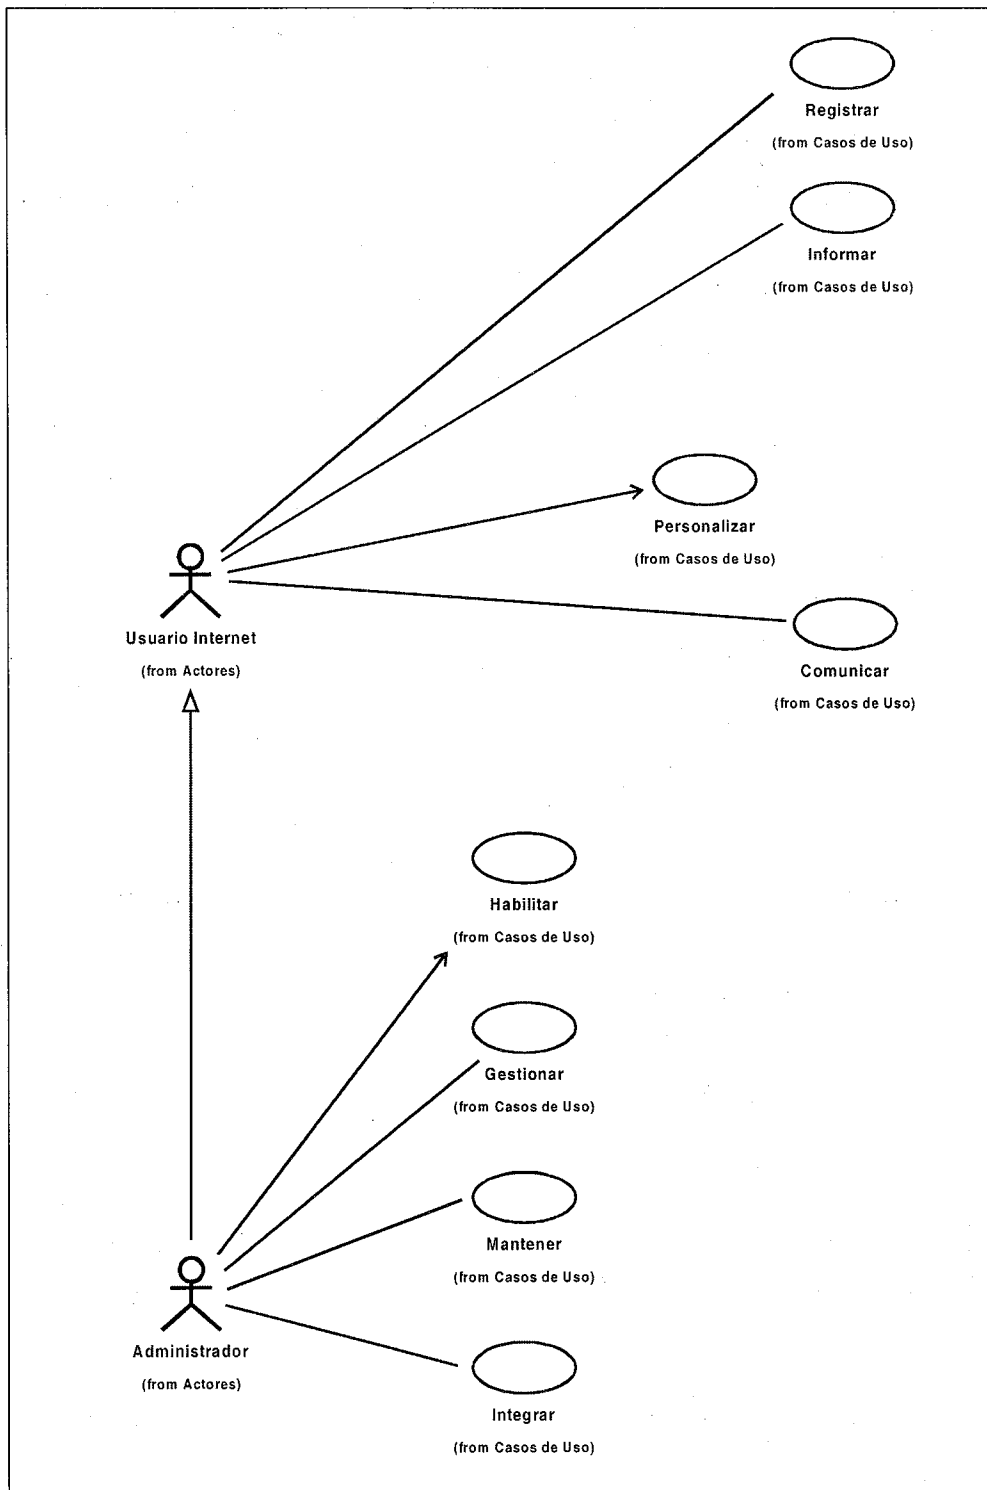 Registrar
(from Casos de Uso)
Informar
(from Casos de Uso)
Personalizar
(from Casos de Uso)
Usuario Internet
(from Actores)
Comunicar
(from Casos de Uso)
Habilitar
(from Casos de Uso)
Gestionar
(from Casos de Uso)
Mantener
(from Casos de Uso)
Administrador
(from Actores)
Integrar
(from Casos de Uso)